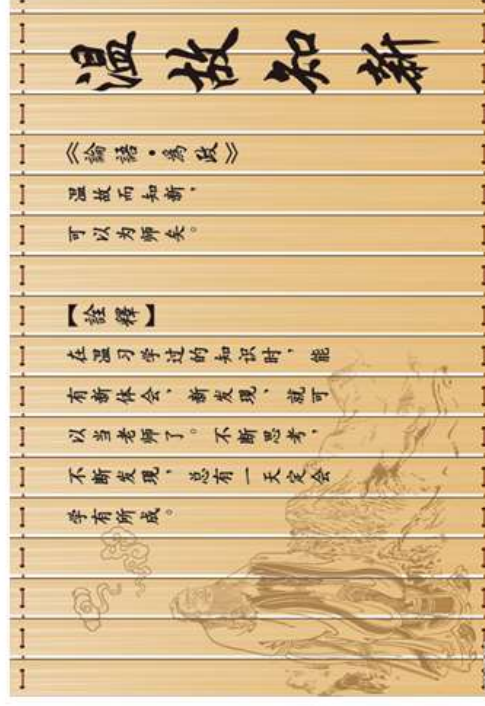 温故知新
《論語·為政》
温故而知新，
可以为师矣。
【詮釋】
在温习学过的知识时，能
有新体会、新发现、就可
以当老师了。不断思考，
不断发现，总有一天定会
学有所成。